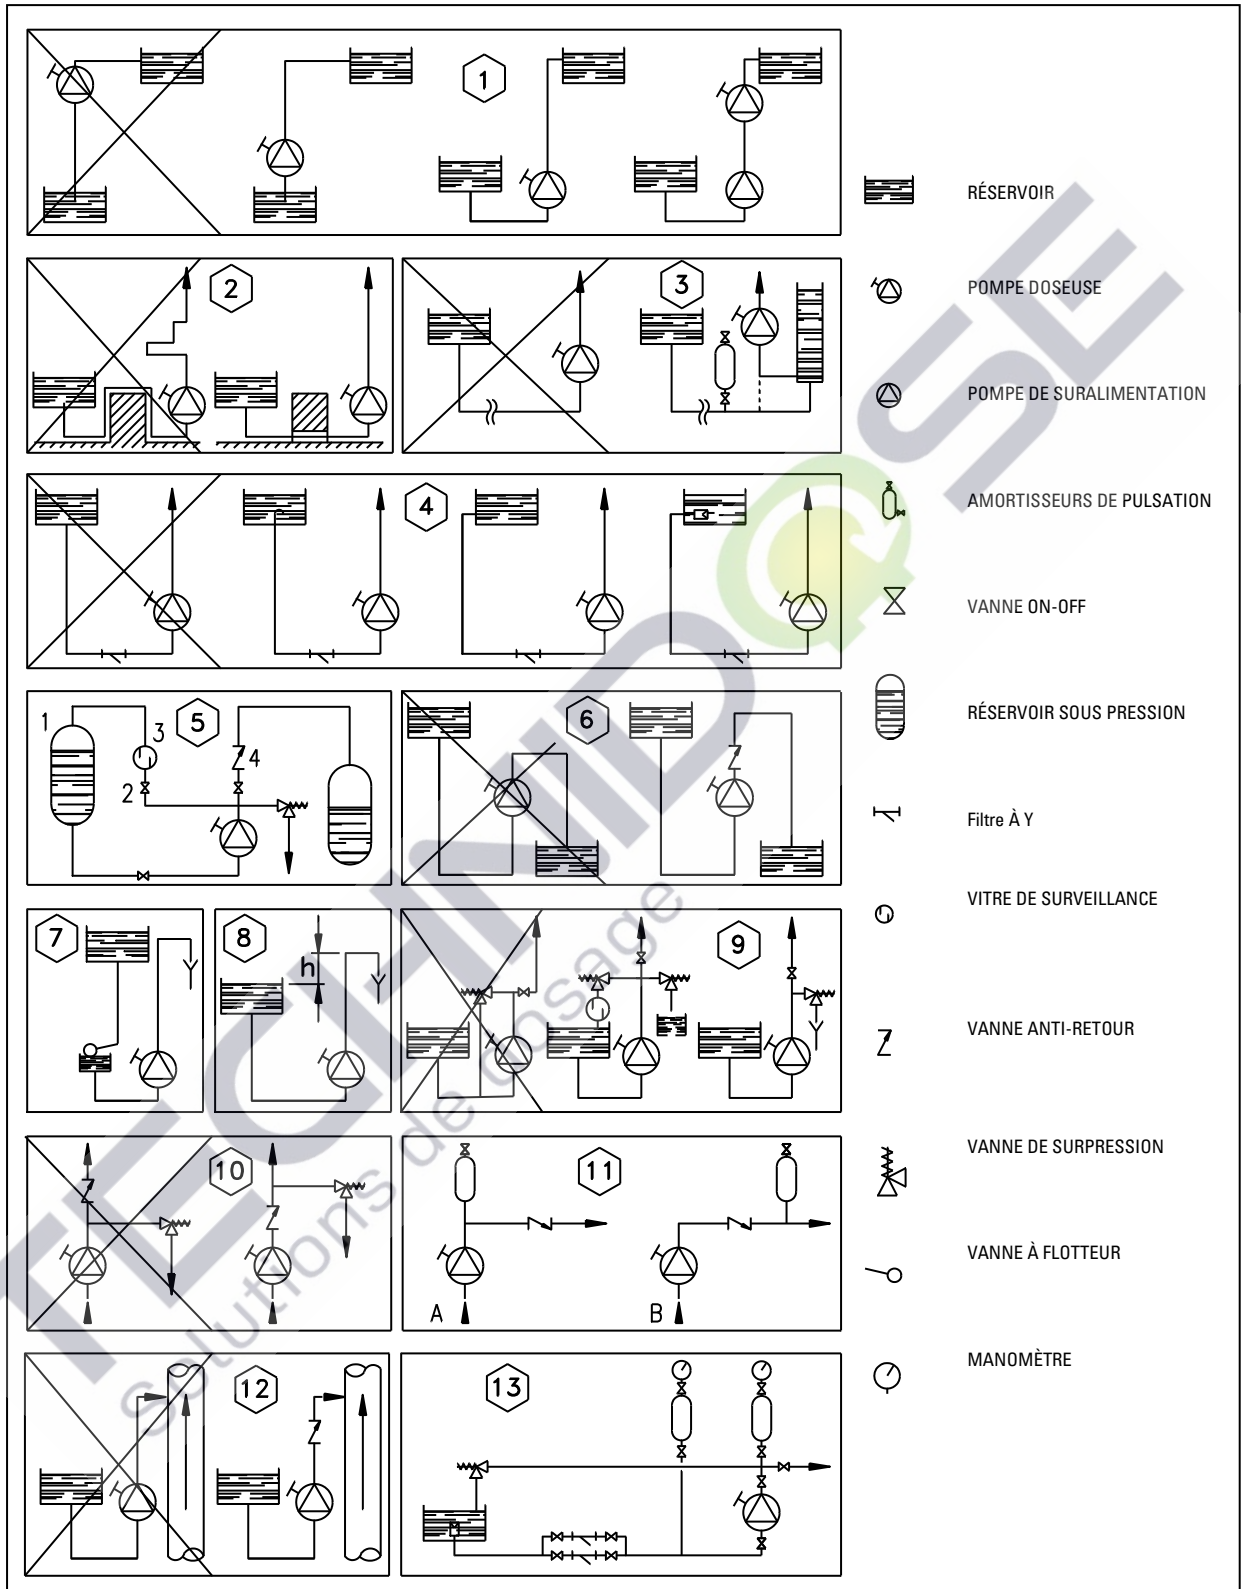 1
RÉSERVOIR
POMPE DOSEUSE
2
3
POMPE DE SURALIMENTATION
4
AMORTISSEURS DE PULSATION
VANNE ON-OFF
1
3
5
4
2
6
RÉSERVOIR SOUS PRESSION
Filtre À Y
VITRE DE SURVEILLANCE
7
8
h
9
VANNE ANTI-RETOUR
10
11
A
B
VANNE DE SURPRESSION
VANNE À FLOTTEUR
12
13
MANOMÈTRE
TECHNIDOSE
Solutions de dosage